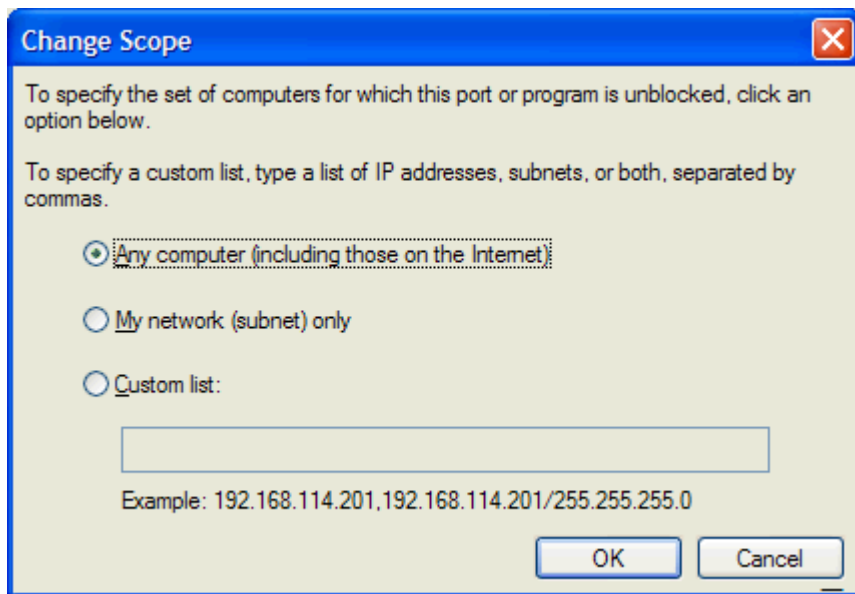 Change Scope
To specify the set of computers for which this port or program is unblocked, click an
option below.
To specify a custom list, type a list of IP addresses, subnets, or both, separated by
commas.
Any computer (including those on the Internet)
My network (subnet) only
Custom list:
Example: 192.168.114.201,192.168.114.201/255.255.255.0
OK
Cancel